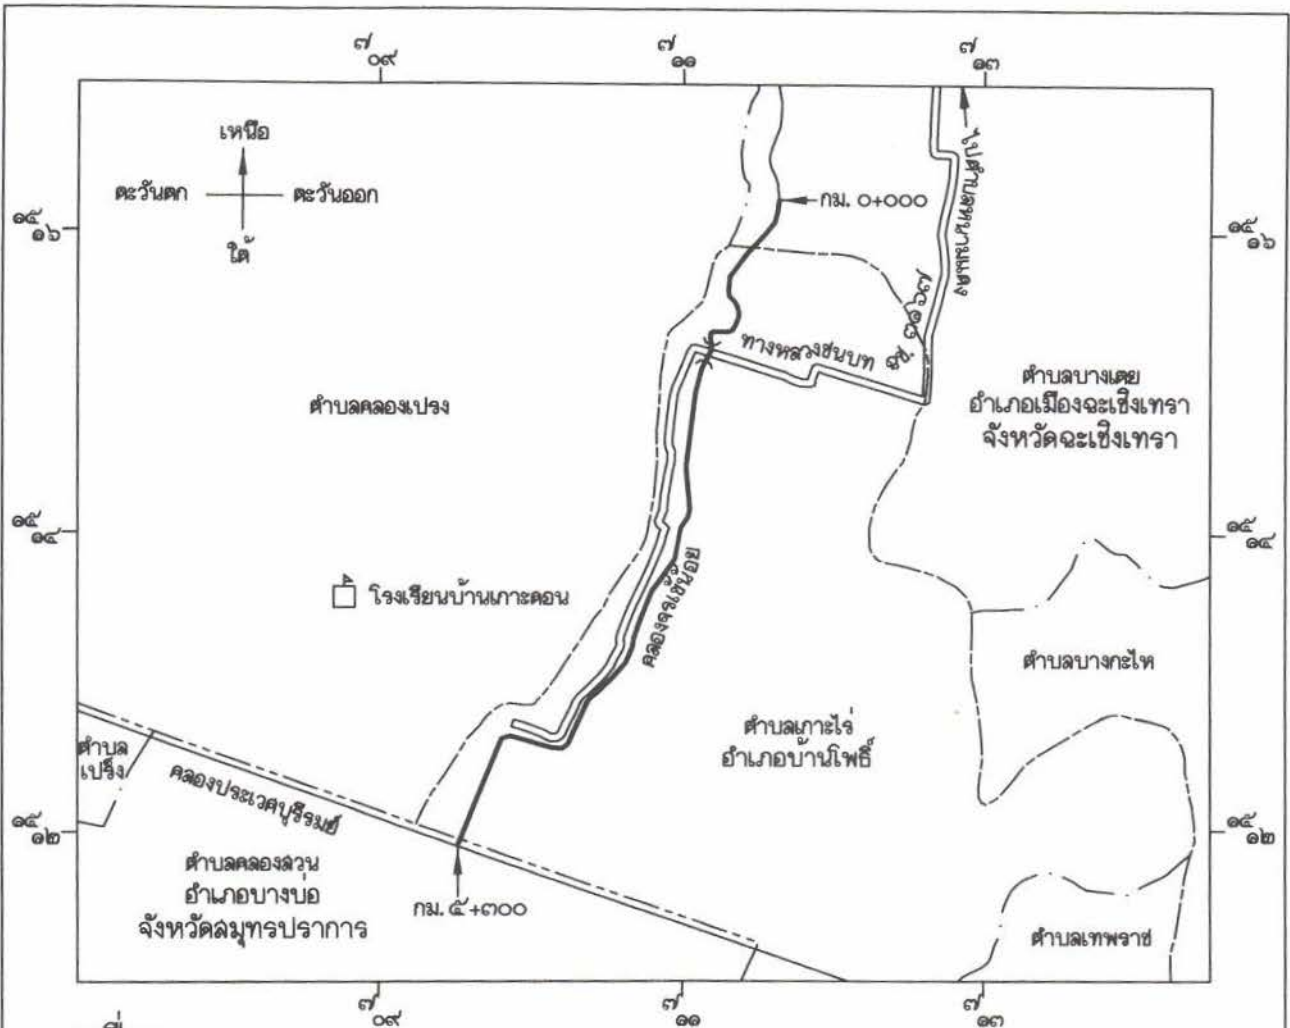 ๗
๐๙
๗
๑๑
๗
๑๓
เหนือ
ตะวันตก
ตะวันออก
ใต้
กม. ๐+๐๐๐
ไปตำบลหนามแดง
๑๕
๑๖
๑๕
๑๖
ทางหลวงชนบท
ฉช.
ตำบลคลองเปรง
ตำบลบางเตย
อำเภอเมืองฉะเชิงเทรา
จังหวัดฉะเชิงเทรา
๑๕
๑๔
๑๕
๑๔
โรงเรียนบ้านเกาะดอน
คลองจรเข้น้อย
ตำบลบางกะไห
ตำบลเกาะไร่
อำเภอบ้านโพธิ์
ตำบล
เปร็ง
คลองประเวศบุรีรมย์
๑๕
๑๒
๑๕
๑๒
ตำบลคลองสวน
อำเภอบางบ่อ
จังหวัดสมุทรปราการ
กม. ๕+๓๐๐
ตำบลเทพราช
๗
๐๙
๗
๑๑
๗
๑๓